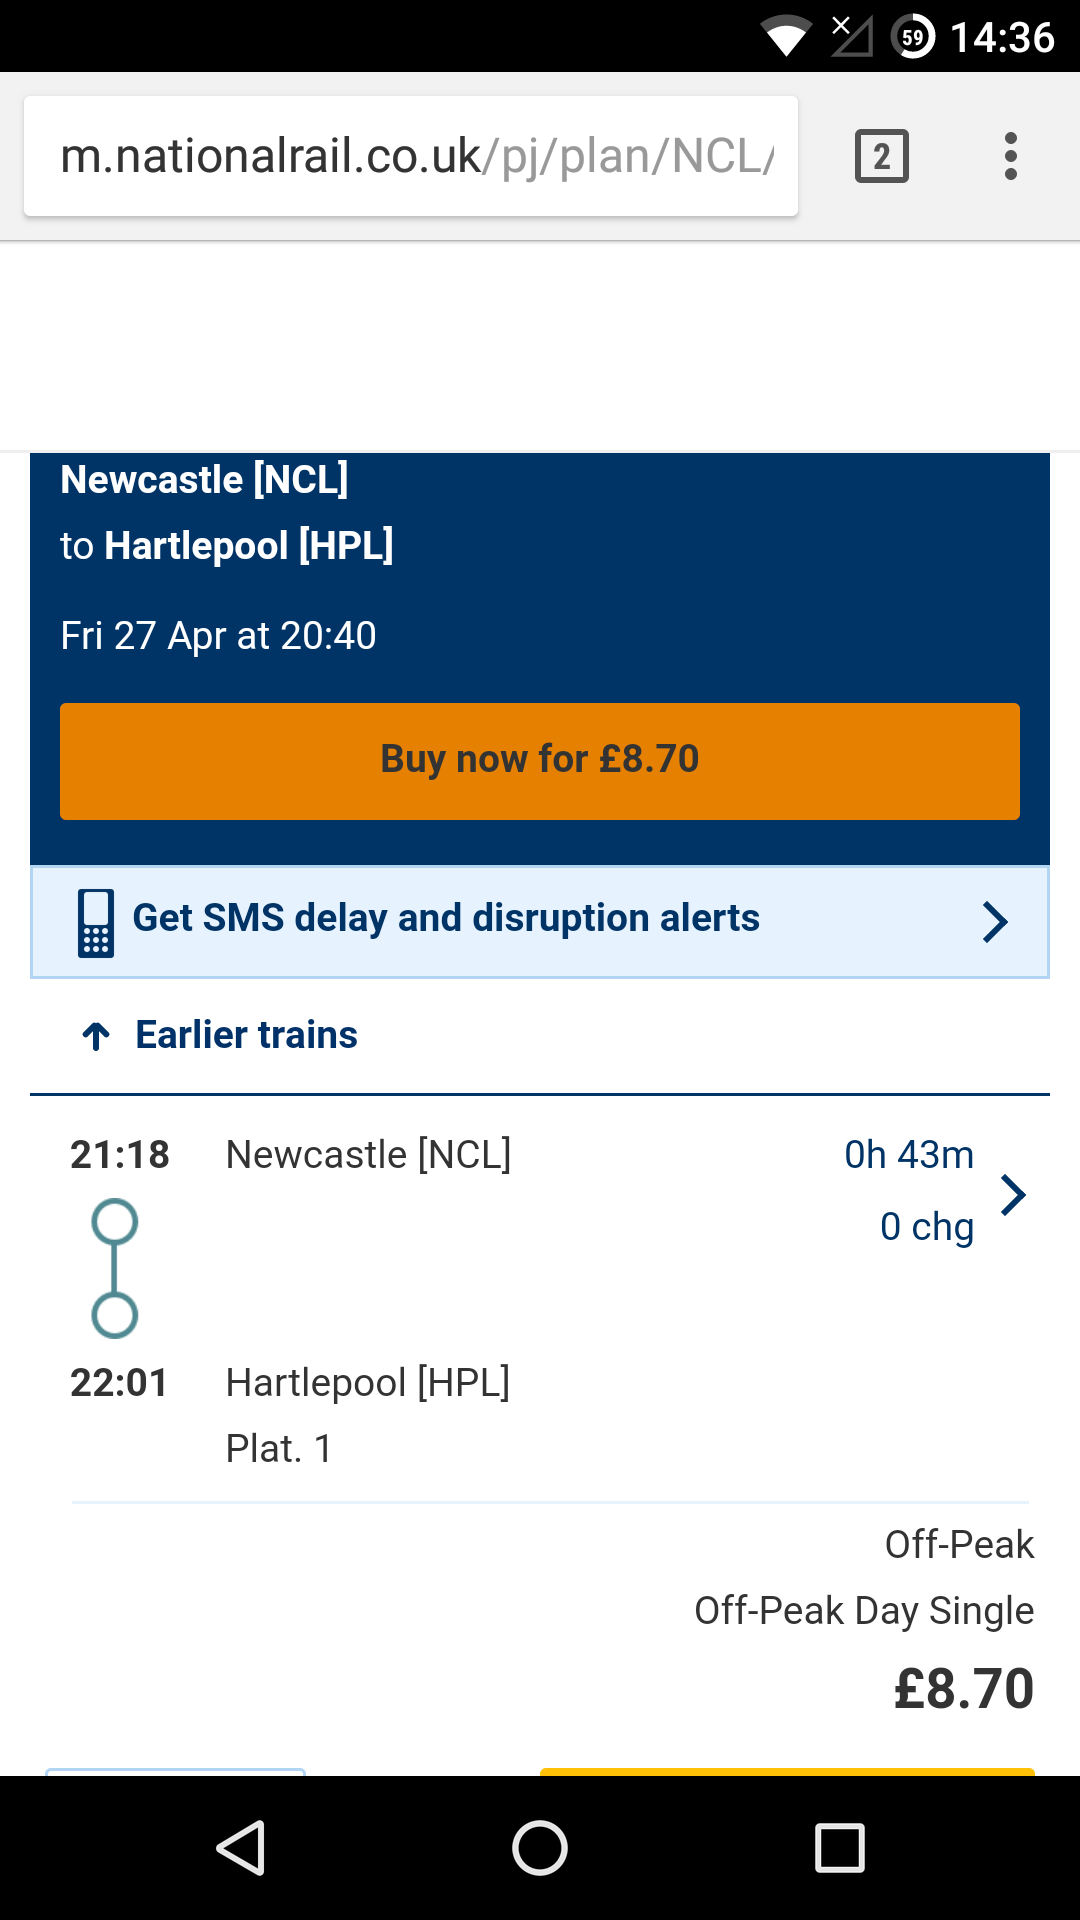 59 14:36
m.nationalrail.co.uk/pj/plan/NCL/
2
Newcastle [NCL]
to Hartlepool [HPL]
Fri 27 Apr at 20:40
Buy now for £8.70
Get SMS delay and disruption alerts
Earlier trains
21:18 Newcastle [NCL] 0h 43m
0 chg
22:01 Hartlepool [HPL]
Plat. 1
Off-Peak
Off-Peak Day Single
£8.70